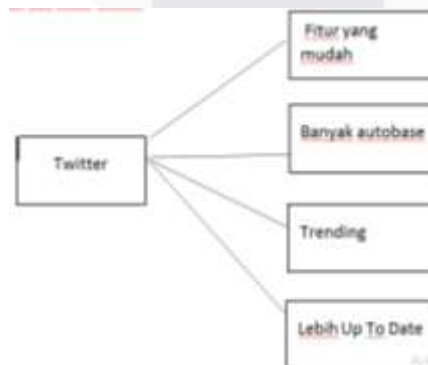 Fitur yang
mudah
Banyak autobase
Twitter
Trending
Lebih Up To Date